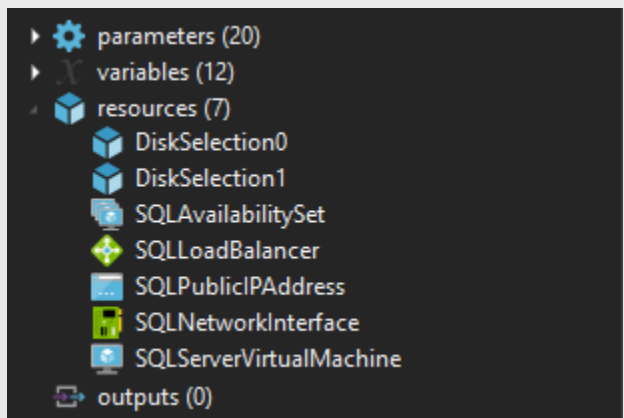 parameters (20)
variables (12)
resources (7)
DiskSelection0
DiskSelection1
SQLAvailabilitySet
SQLLoadBalancer
SQLPublicIPAddress
SQLNetworkInterface
SQLServerVirtualMachine
outputs (0)